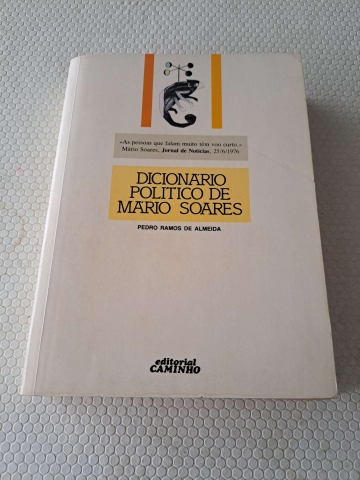 «As pessoas que falam muito têm voo curto.»
Mário Soares, Jornal de Notícias, 25/6/1976
DICIONÁRIO
POLÍTICO DE
MÁRIO SOARES
PEDRO RAMOS DE ALMEIDA
editorial
CAMINHO